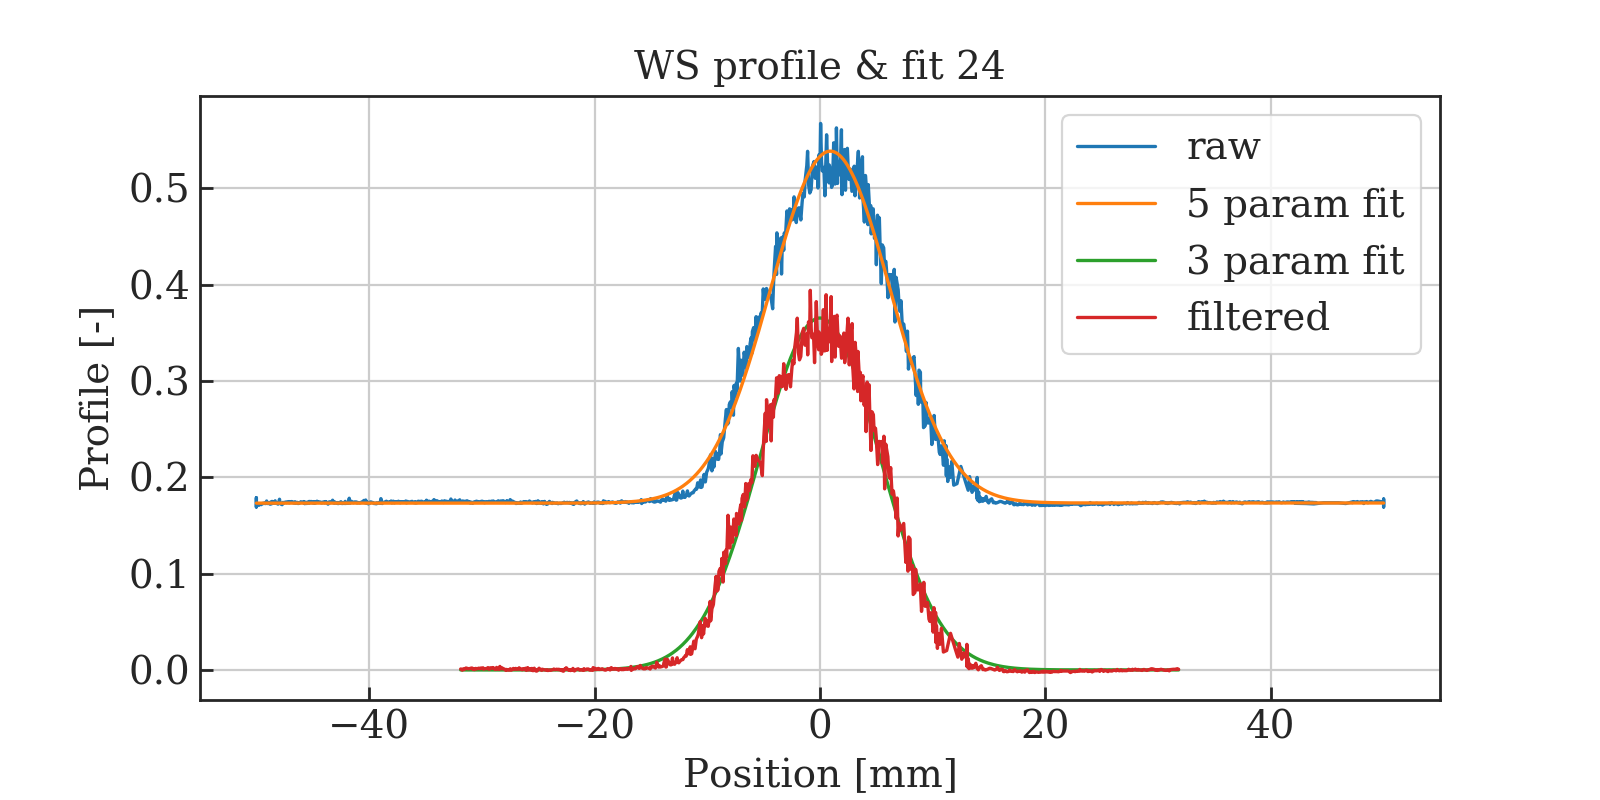 WS profile & fit 24
raw
5 param fit
3 param fit
filtered
Profile [-]
0.5
0.4
0.3
0.2
0.1
0.0
−40
−20
0
20
40
Position [mm]